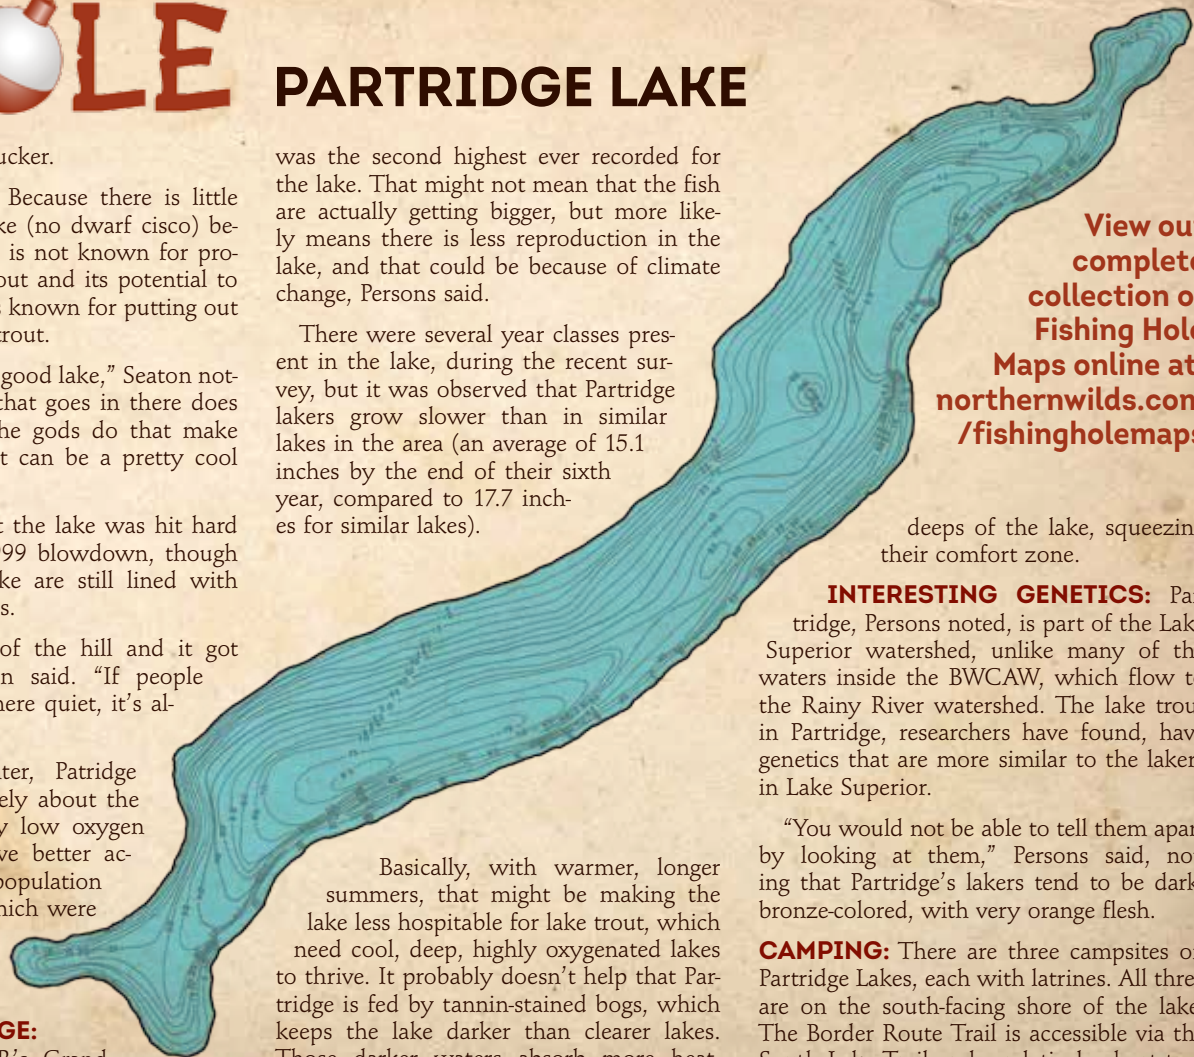 OLE
PARTRIDGE LAKE
ucker.
Because there is little
ke (no dwarf cisco) be-
is not known for pro-
out and its potential to
s known for putting out
trout.
good lake,” Seaton not-
that goes in there does
he gods do that make
t can be a pretty cool
t the lake was hit hard
99 blowdown, though
ke are still lined with
s.
of the hill and it got
n said. “If people
here quiet, it’s al-
ter, Patridge
ely about the
y low oxygen
ve better ac-
population
hich were
GE:
was the second highest ever recorded for
the lake. That might not mean that the fish
are actually getting bigger, but more like-
ly means there is less reproduction in the
lake, and that could be because of climate
change, Persons said.
There were several year classes pres-
ent in the lake, during the recent sur-
vey, but it was observed that Partridge
lakers grow slower than in similar
lakes in the area (an average of 15.1
inches by the end of their sixth
year, compared to 17.7 inch-
es for similar lakes).
Basically, with warmer, longer
summers, that might be making the
lake less hospitable for lake trout, which
need cool, deep, highly oxygenated lakes
to thrive. It probably doesn’t help that Par-
tridge is fed by tannin-stained bogs, which
keeps the lake darker than clearer lakes.
Those darker waters absorb more heat,
View ou
complete
collection o
Fishing Hole
Maps online at
northernwilds.com
/fishingholemaps
deeps of the lake, squeezin
their comfort zone.
INTERESTING GENETICS: Par
tridge, Persons noted, is part of the Lak
Superior watershed, unlike many of th
waters inside the BWCAW, which flow t
the Rainy River watershed. The lake trou
in Partridge, researchers have found, hav
genetics that are more similar to the laker
in Lake Superior.
“You would not be able to tell them apar
by looking at them,” Persons said, no
ing that Partridge’s lakers tend to be dark
bronze-colored, with very orange flesh.
CAMPING: There are three campsites o
Partridge Lakes, each with latrines. All thre
are on the south-facing shore of the lake
The Border Route Trail is accessible via th